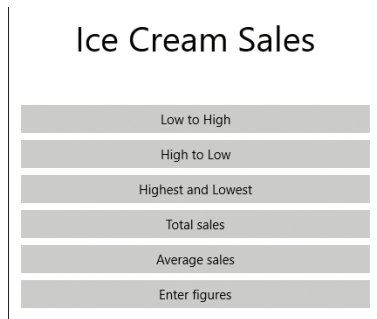 Ice Cream Sales
Low to High
High to Low
Highest and Lowest
Total sales
Average sales
Enter figures